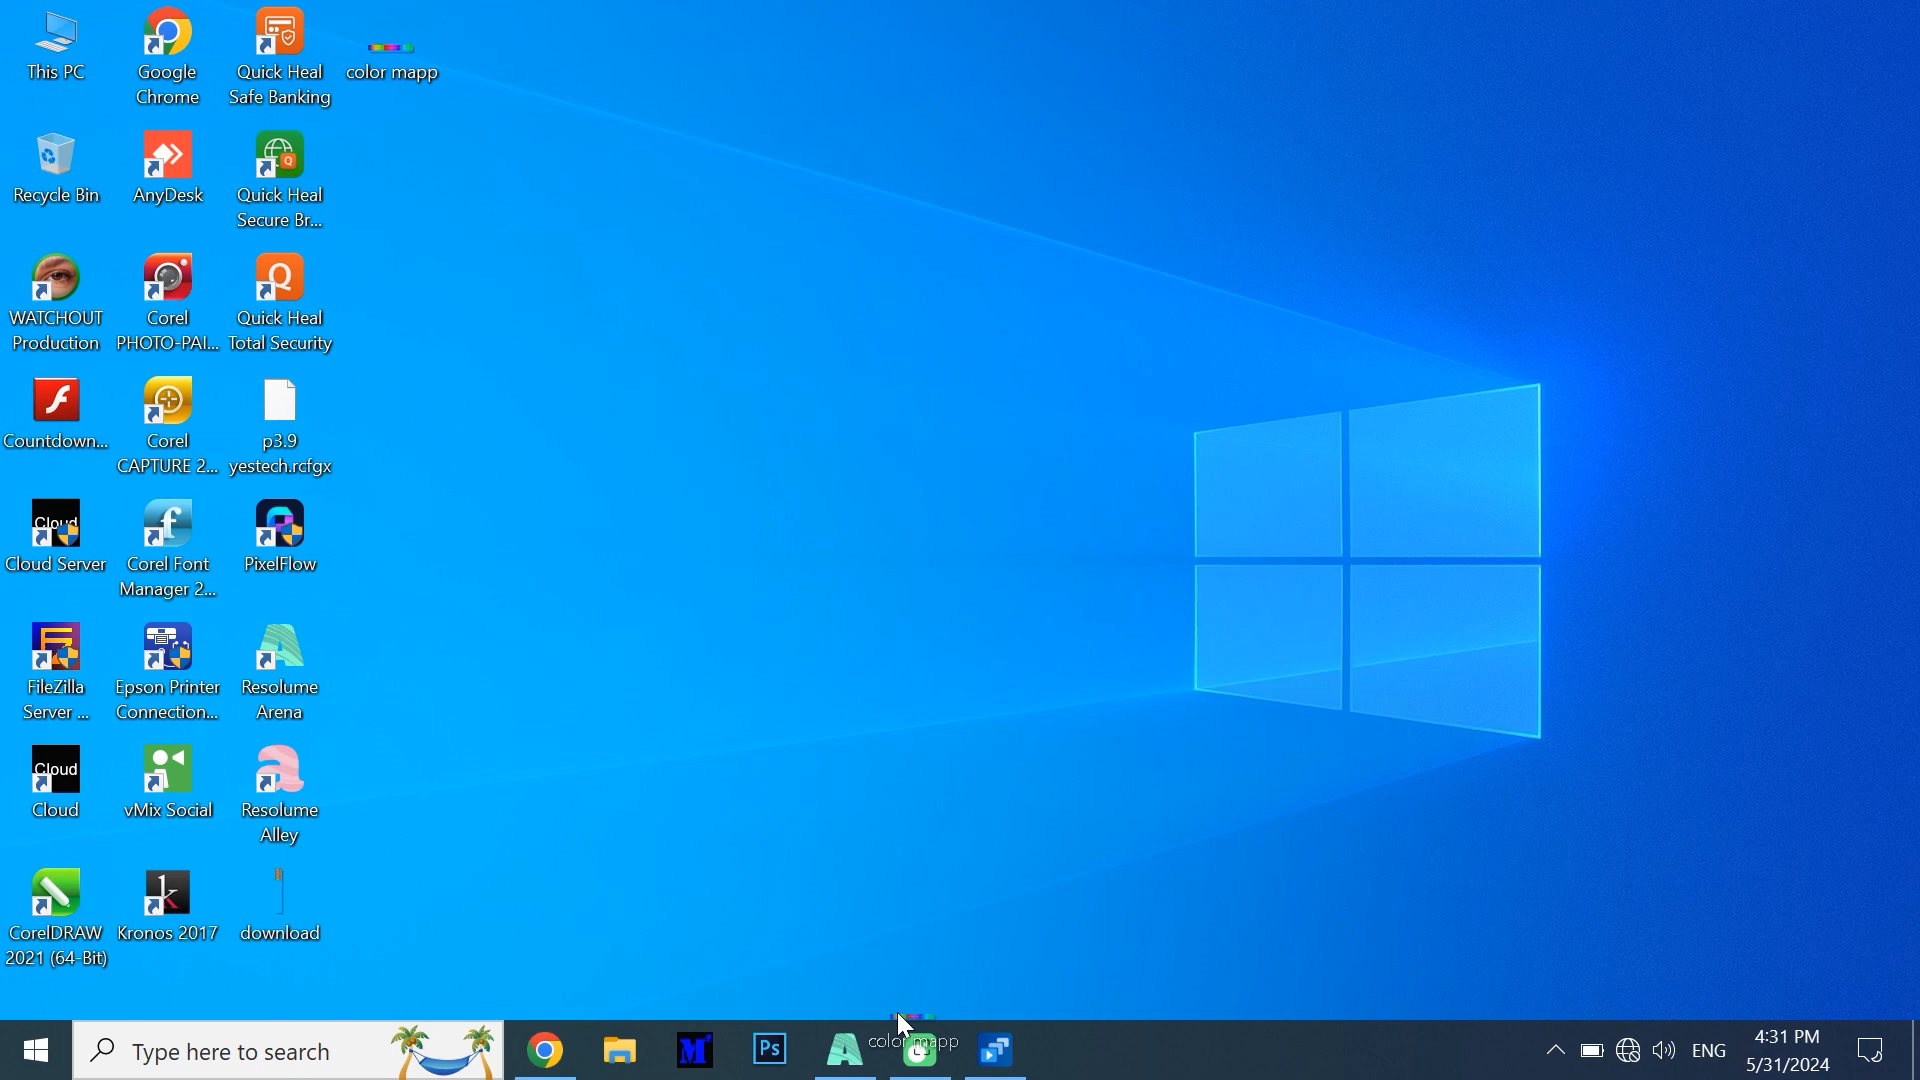 This PC
Google
Chrome
Quick Heal
Safe Banking
color mapp
Recycle Bin
AnyDesk
Quick Heal
Secure Br...
WATCHOUT
Production
Corel
PHOTO-PAI...
Quick Heal
Total Security
Countdown...
Corel
CAPTURE 2...
p3.9
yestech.rcfgx
Cloud
Cloud Server
Corel Font
Manager 2...
PixelFlow
FileZilla
Server ...
Epson Printer
Connection...
Resolume
Arena
Cloud
Cloud
vMix Social
Resolume
Alley
CorelDRAW
2021 (64-Bit)
Kronos 2017
download
Type here to search
Ps
color mapp
ENG
4:31 PM
5/31/2024